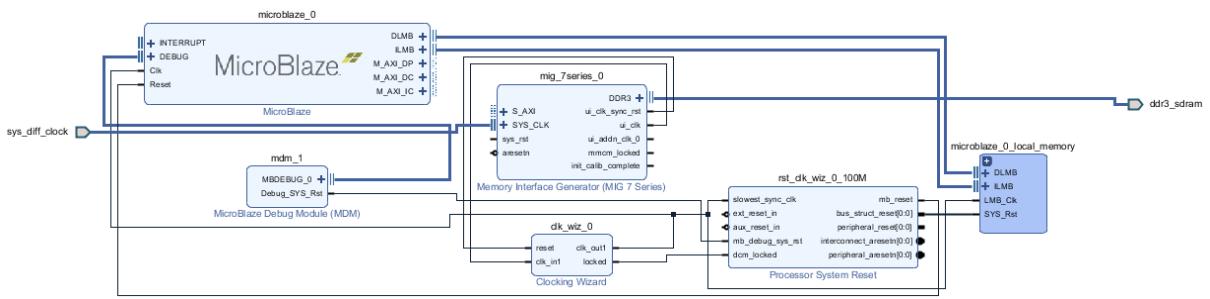 microblaze_0
INTERRUPT
DEBUG
Clk
Reset
MicroBlaze
DLMB
ILMB
M_AXI_DP
M_AXI_DC
M_AXI_IC
MicroBlaze
mig_7series_0
S_AXI
SYS_CLK
sys_rst
aresetn
DDR3
ui_clk_sync_rst
ui_clk
ui_addn_clk_0
mmcm_locked
init_calib_complete
Memory Interface Generator (MIG 7 Series)
ddr3_sdram
sys_diff_clock
mdm_1
MBDEBUG_0
Debug_SYS_Rst
MicroBlaze Debug Module (MDM)
microblaze_0_local_memory
DLMB
ILMB
LMB_Clk
SYS_Rst
rst_clk_wiz_0_100M
slowest_sync_clk
ext_reset_in
aux_reset_in
mb_debug_sys_rst
dcm_locked
mb_reset
bus_struct_reset[0:0]
peripheral_reset[0:0]
interconnect_aresetn[0:0]
peripheral_aresetn[0:0]
Processor System Reset
clk_wiz_0
reset
clk_in1
clk_out1
locked
Clocking Wizard